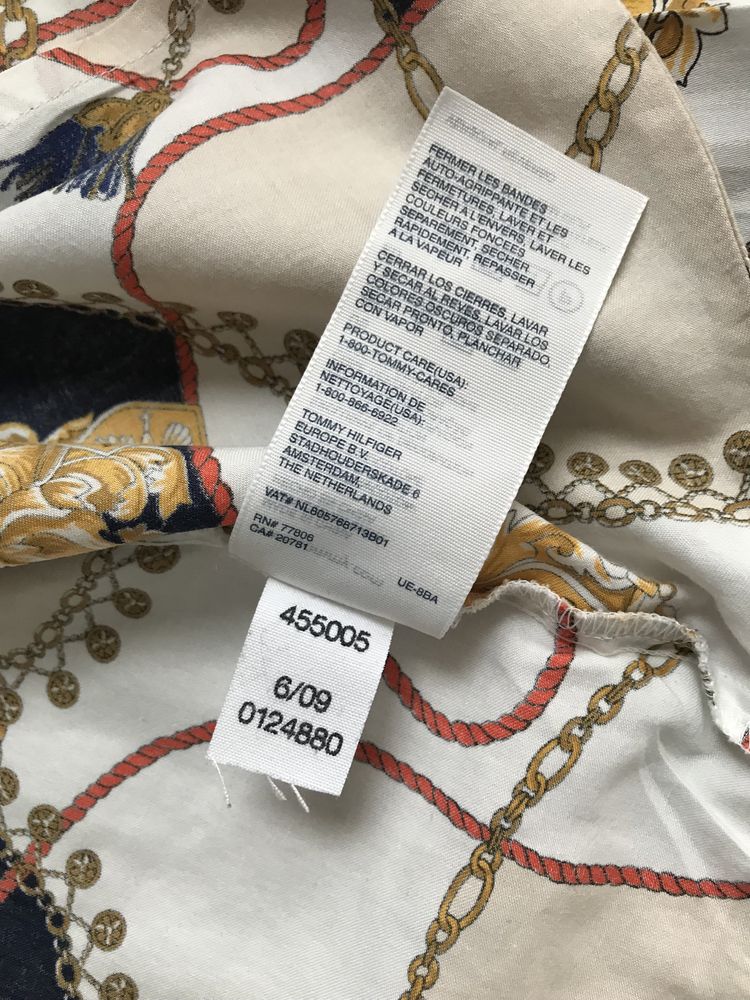 FERMER LES BANDES
AUTO-AGRIPPANTE ET LES
FERMETURES, LAVER ET
SECHER A L'ENVERS, LAVER LES
COULEURS FONCEES
SEPAREMENT, SECHER
RAPIDEMENT, REPASSER
A LA VAPEUR
CERRAR LOS CIERRES, LAVAR
Y SECAR AL REVES, LAVAR LOS
COLORES OSCUROS SEPARADO,
SECAR PRONTO, PLANCHAR
CON VAPOR
PRODUCT CARE(USA):
1-800-TOMMY-CARES
INFORMATION DE
NETTOYAGE(USA):
1-800-866-6922
TOMMY HILFIGER
EUROPE B.V.
STADHOUDERSKADE 6
AMSTERDAM,
THE NETHERLANDS
VAT# NL805768713B01
RN# 77806
CA# 20781
UE-8BA
455005
6/09
0124880